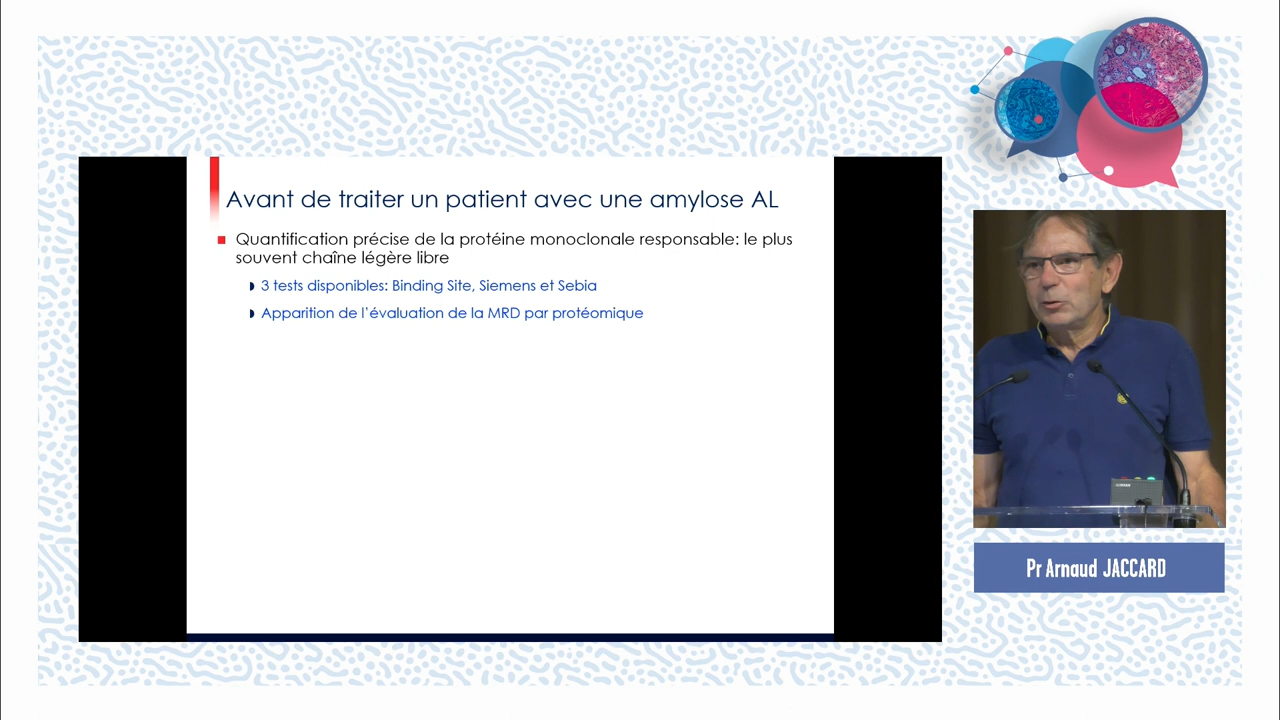 Avant de traiter un patient avec une amylose AL
Quantification précise de la protéine monoclonale responsable: le plus
souvent chaîne légère libre
3 tests disponibles: Binding Site, Siemens et Sebia
Apparition de l'évaluation de la MRD par protéomique
Pr Arnaud JACCARD